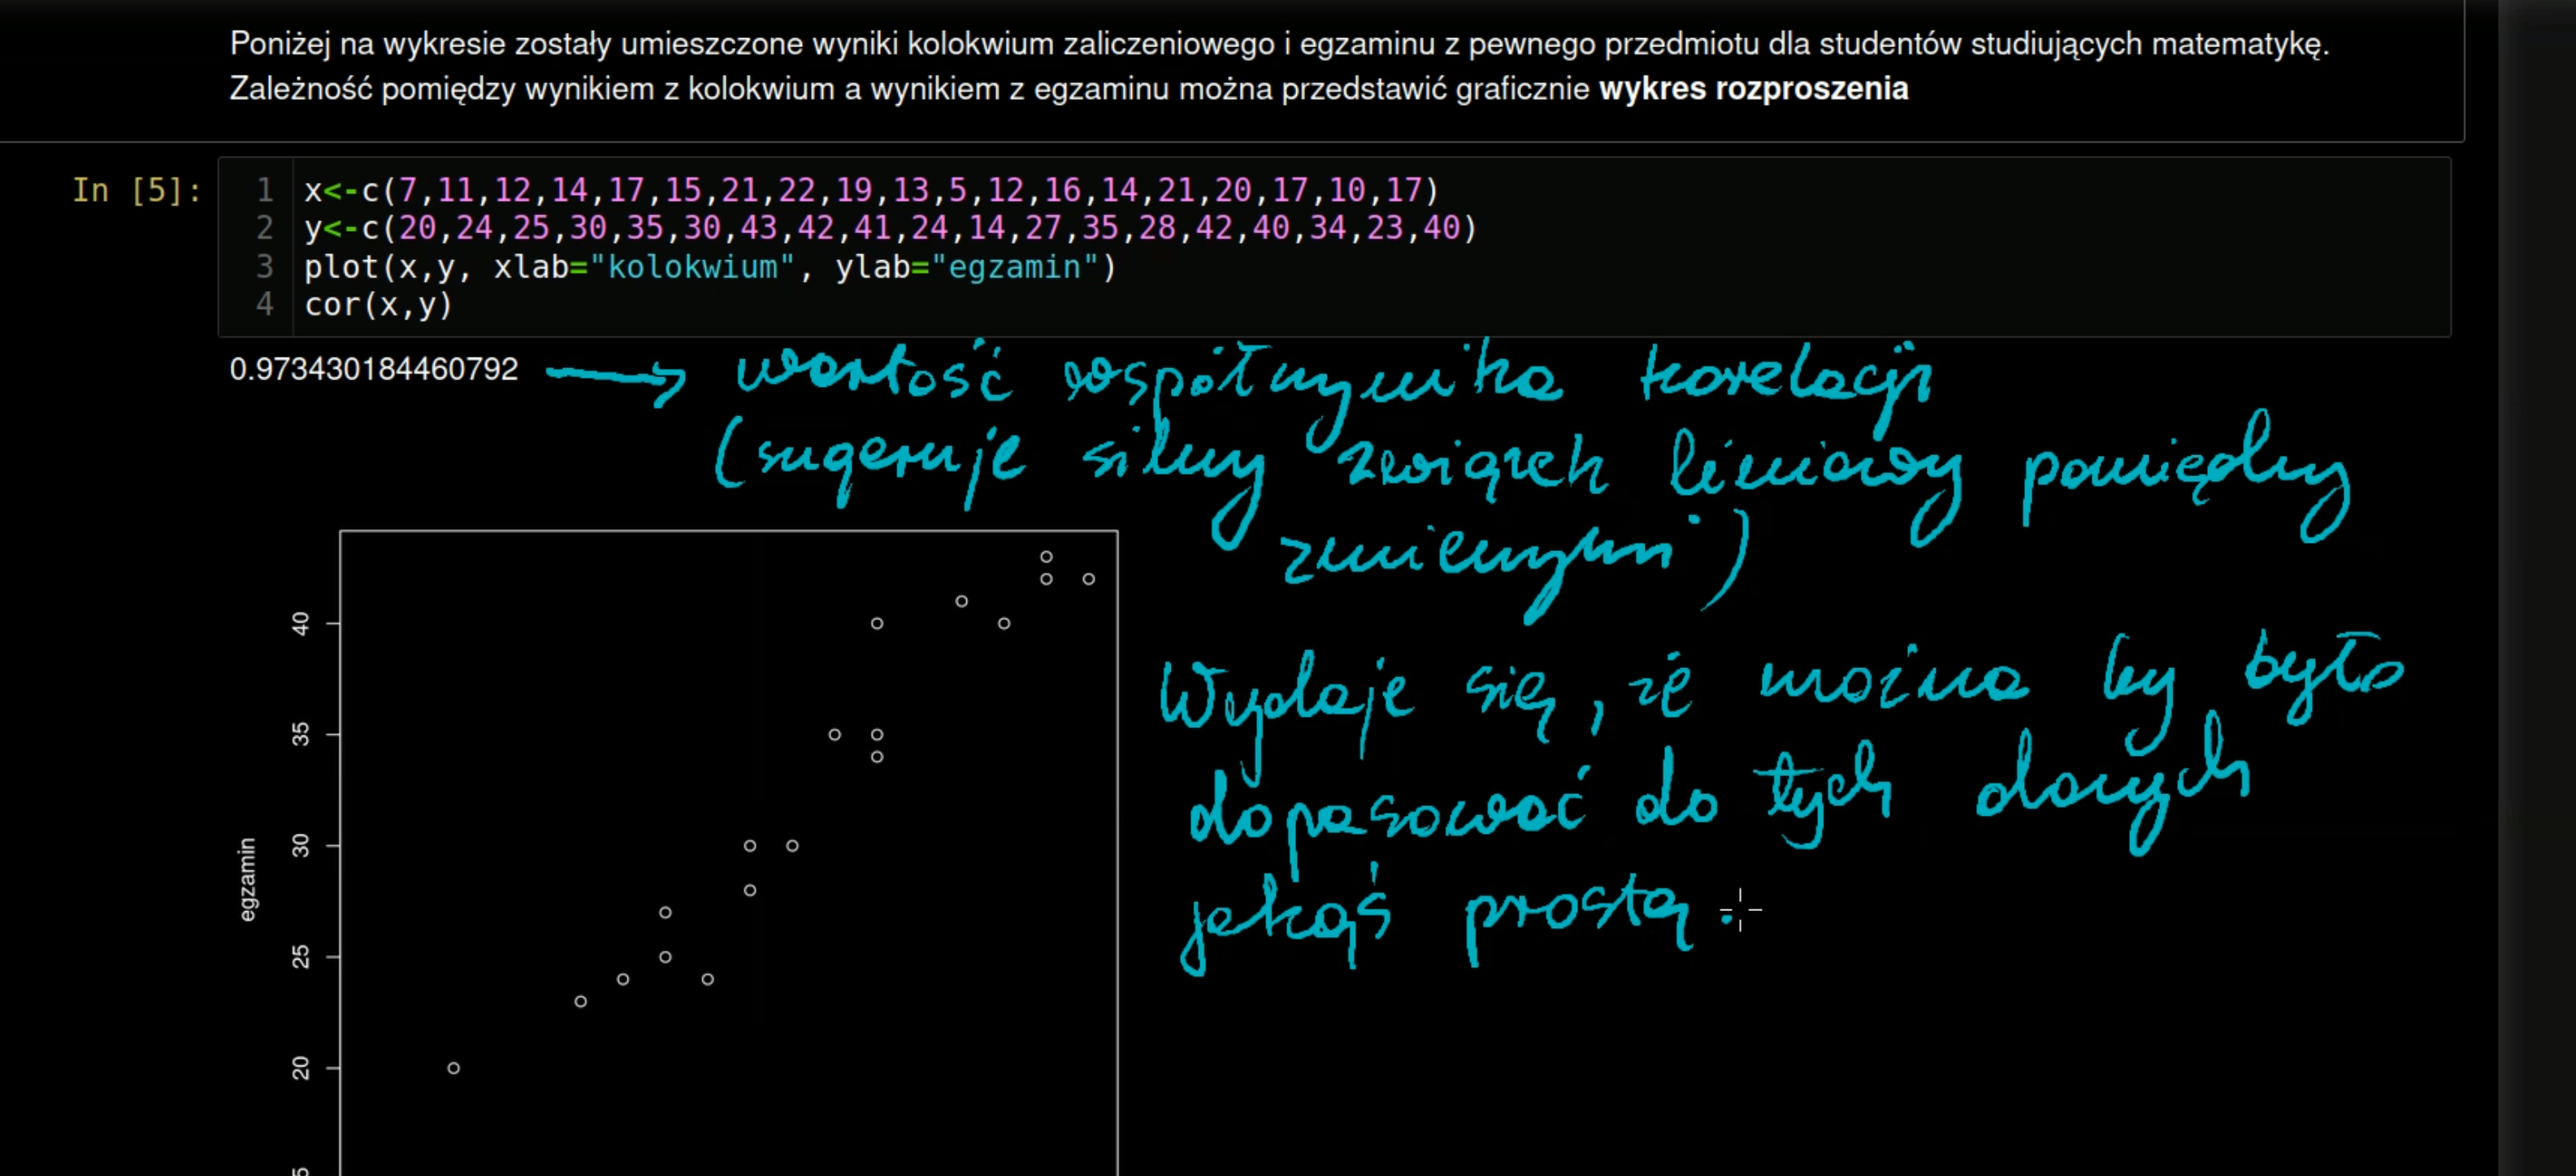 Poniżej na wykresie zostały umieszczone wyniki kolokwium zaliczeniowego i egzaminu z pewnego przedmiotu dla studentów studiujących matematykę.
Zależność pomiędzy wynikiem z kolokwium a wynikiem z egzaminu można przedstawić graficznie wykres rozproszenia
In [5]:
1 x<-c(7,11,12,14,17,15,21,22,19,13,5,12,16,14,21,20,17,10,17)
2 y<-c(20,24,25,30,35,30,43,42,41,24,14,27,35,28,42,40,34,23,40)
3 plot(x,y, xlab="kolokwium", ylab="egzamin")
4 cor(x,y)
0.973430184460792 → wartość współczynnika korelacji
(sugeruje silny związek liniowy pomiędzy
zmiennymi)
Wydaje się, że można by było
dopasować do tych danych
jakąś prostą.
40
35
30
25
20
egzamin